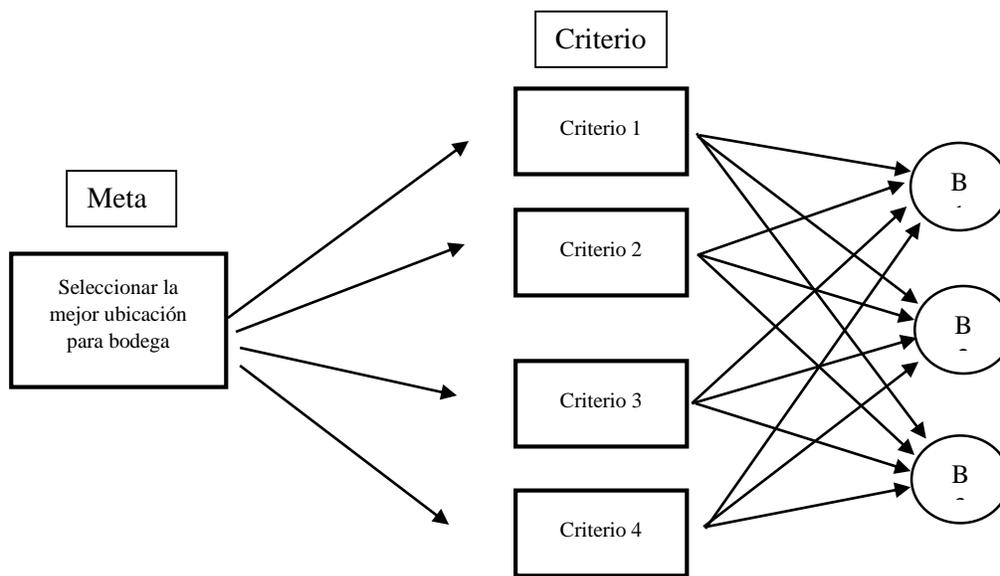 Criterio
Criterio 1
Meta
B
Criterio 2
Seleccionar la
mejor ubicación
para bodega
B
Criterio 3
B
Criterio 4